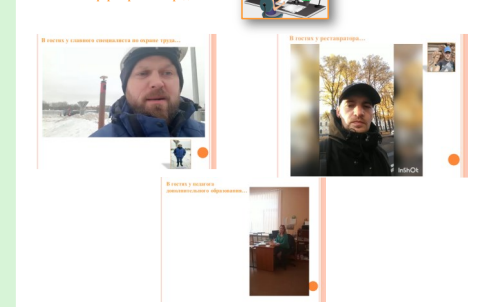 В гостях у главного специалиста по охране труда...
В гостях у реставратора...
InShOt
В гостях у педагога
дополнительного образования...